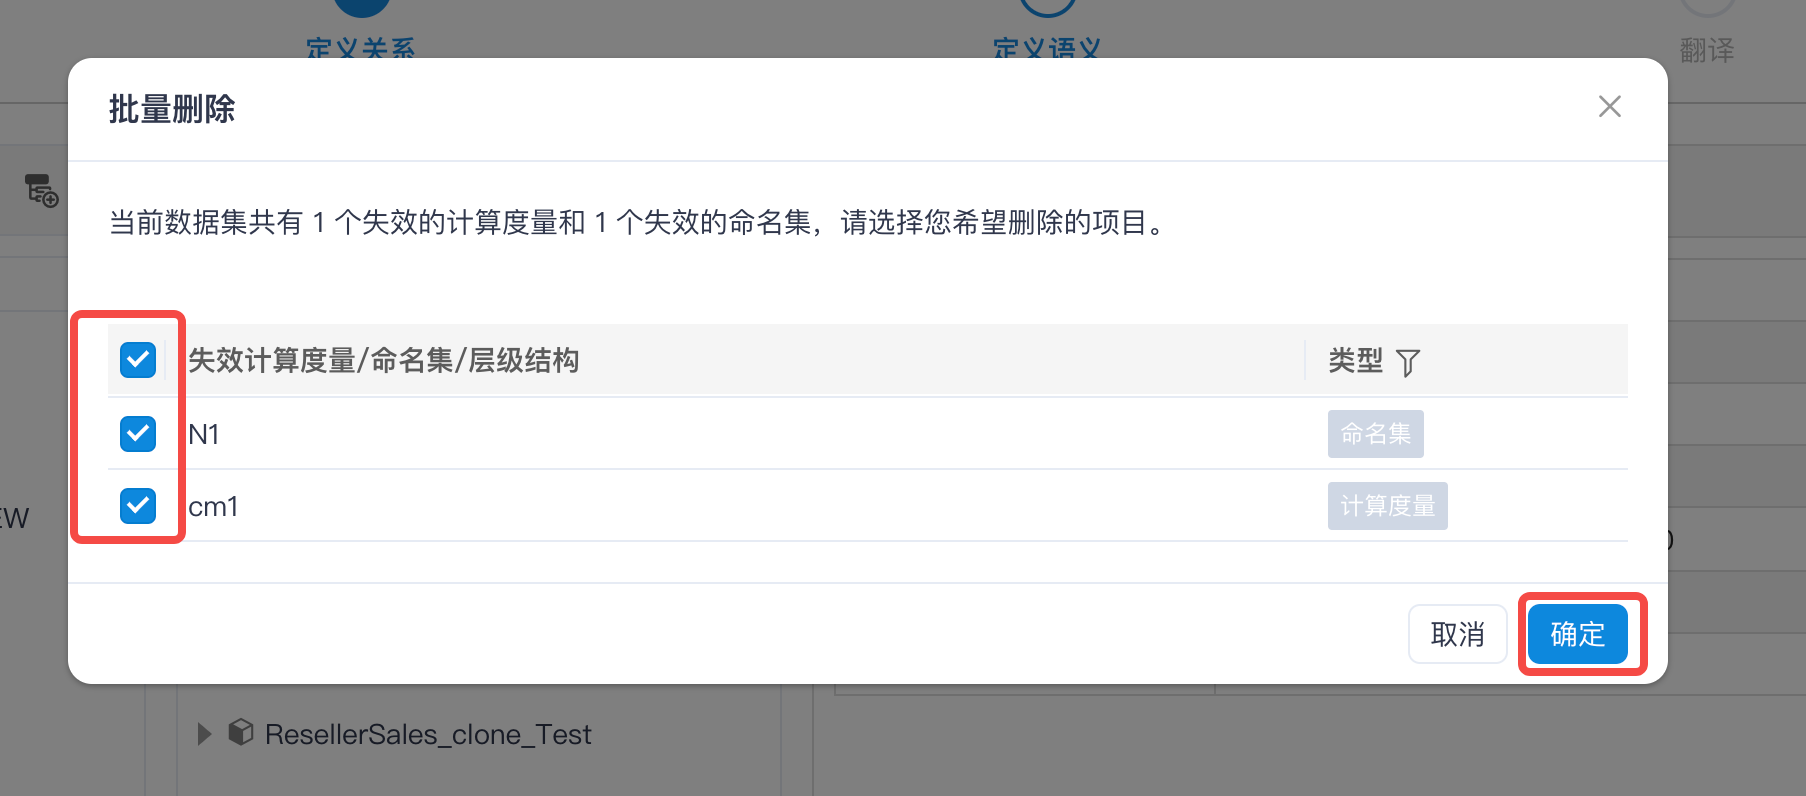 定义关系
定义语义
翻译
批量删除
当前数据集共有 1 个失效的计算度量和 1 个失效的命名集，请选择您希望删除的项目。
失效计算度量/命名集/层级结构
类型
N1
命名集
cm1
计算度量
EW
取消
确定
ResellerSales_clone_Test